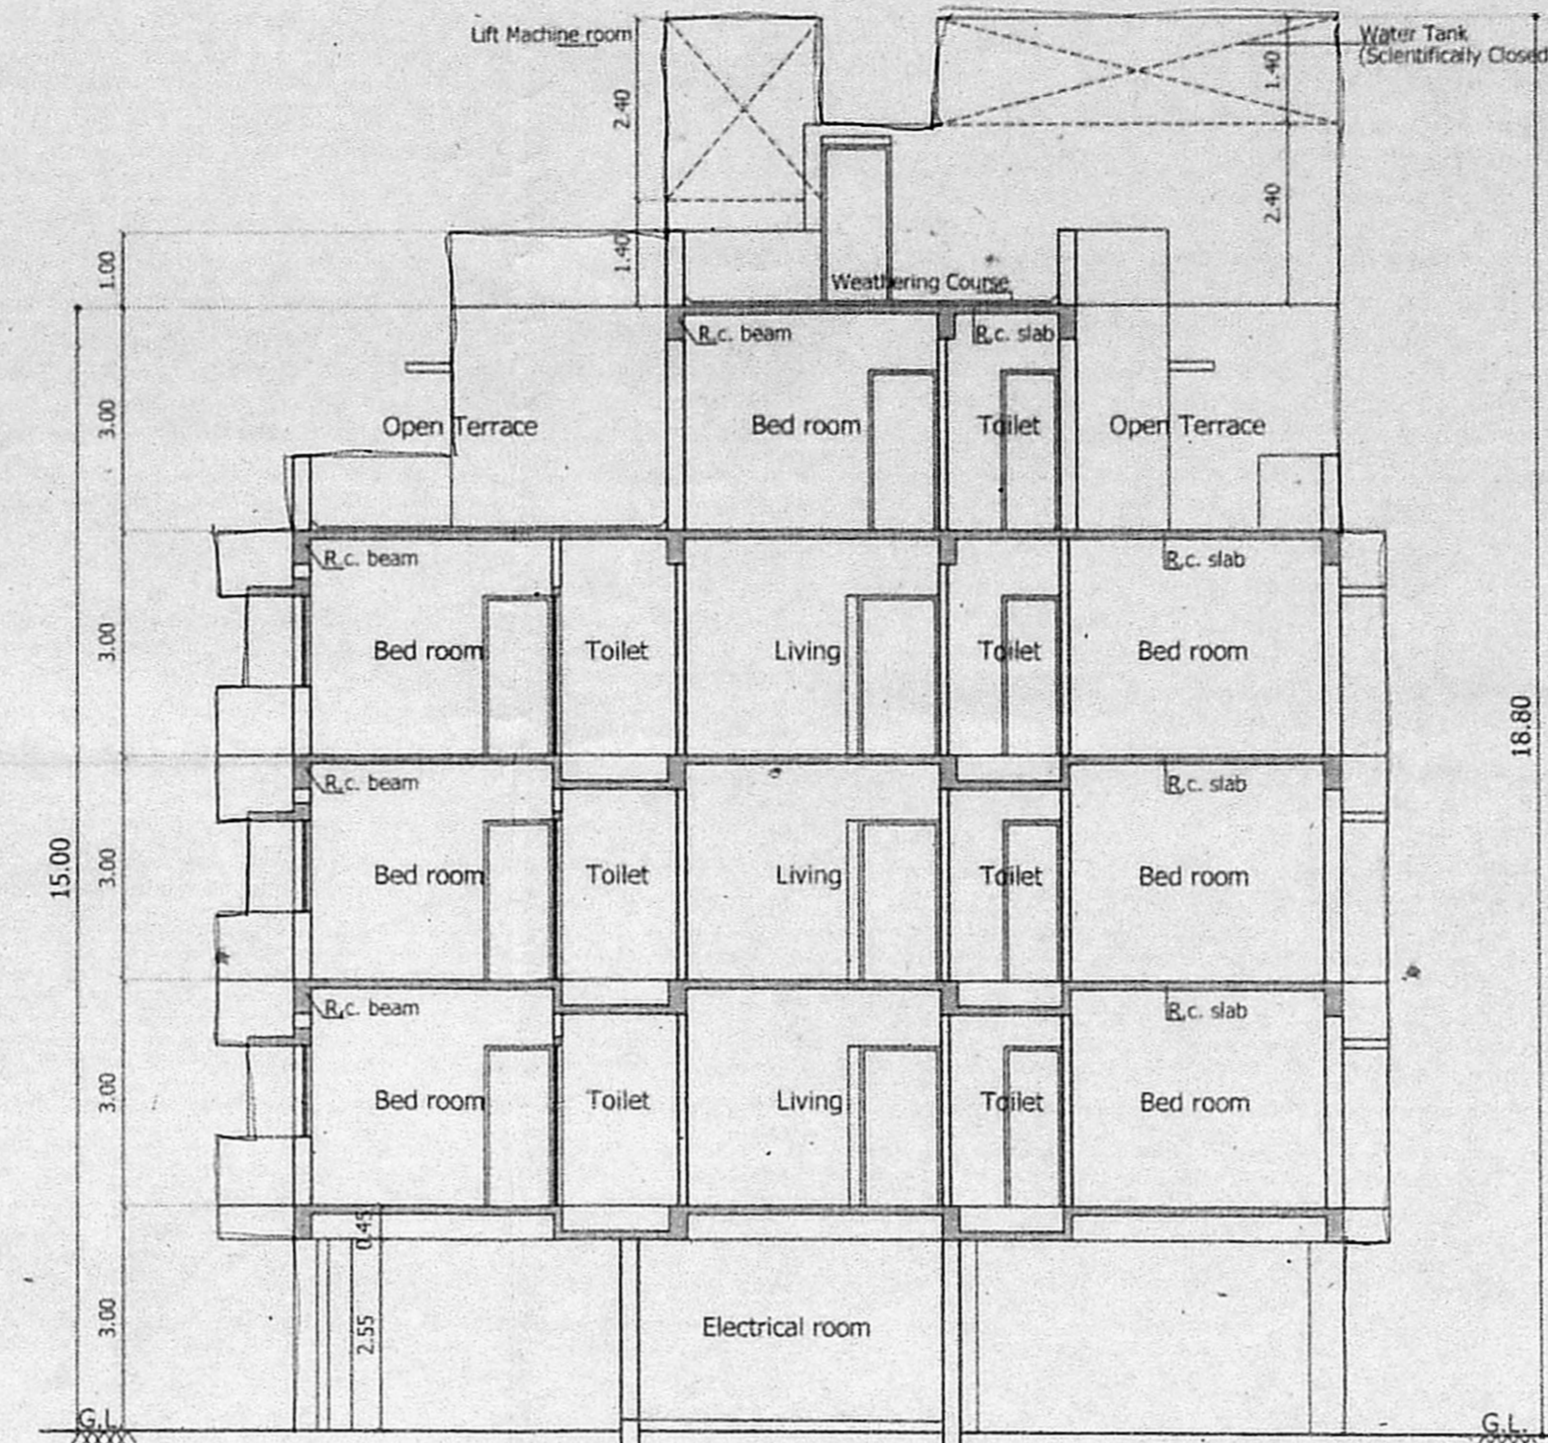 Lift Machine room
Water Tank
(Scientifically Closed
2.40
1.40
1.00
1.40
2.40
Weathering Course
R.c. beam
R.c. slab
3.00
Open Terrace
Bed room
Toilet
Open Terrace
R.c. beam
R.c. slab
3.00
Bed room
Toilet
Living
Toilet
Bed room
18.80
R.c. beam
R.c. slab
15.00
3.00
Bed room
Toilet
Living
Toilet
Bed room
R.c. beam
R.c. slab
3.00
Bed room
Toilet
Living
Toilet
Bed room
0.45
3.00
2.55
Electrical room
G.L.
G.L.